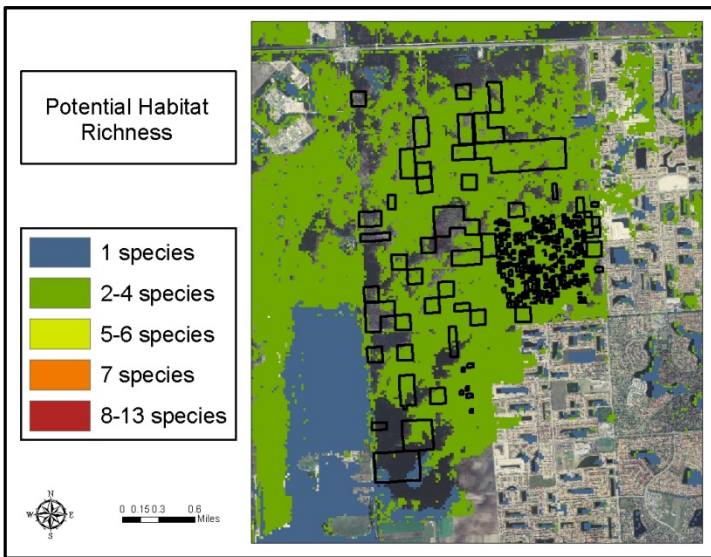 Potential Habitat
Richness
1 species
2-4 species
5-6 species
7 species
8-13 species
N
W E
S
0 0.15 0.3 0.6
Miles